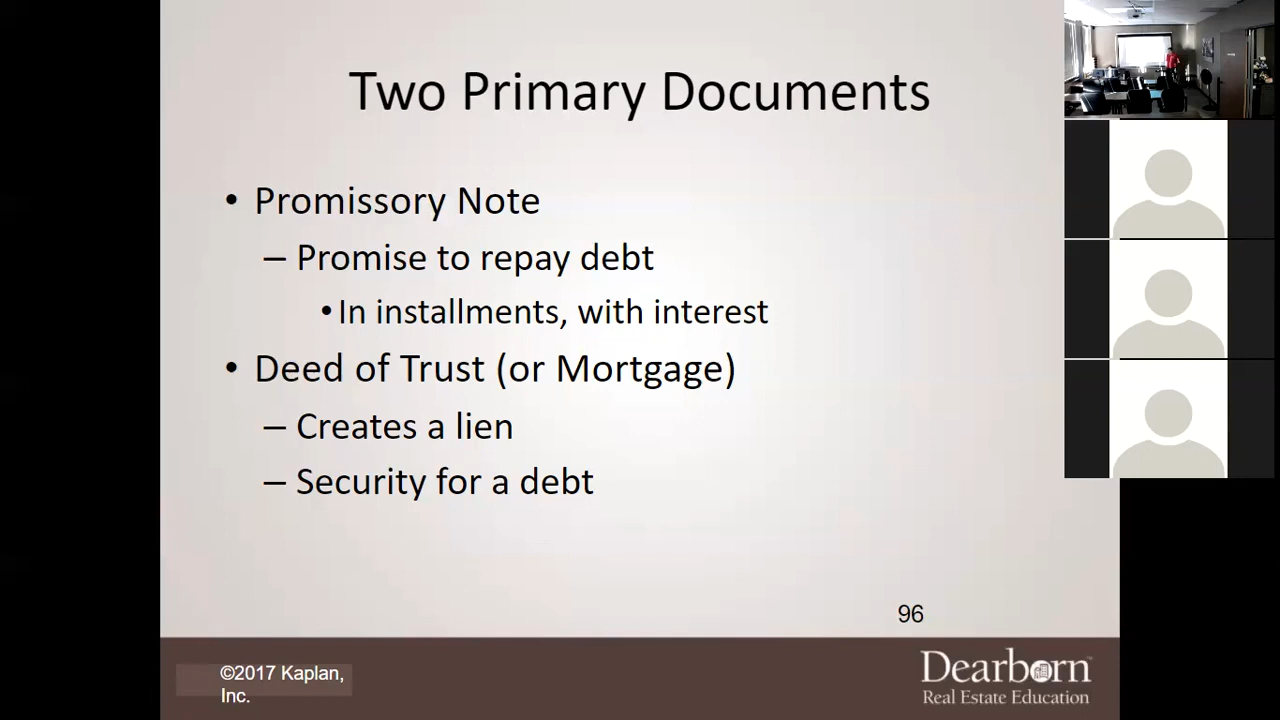 Two Primary Documents
• Promissory Note
– Promise to repay debt
• In installments, with interest
• Deed of Trust (or Mortgage)
– Creates a lien
– Security for a debt
96
©2017 Kaplan,
Inc.
Dearborn™
Real Estate Education